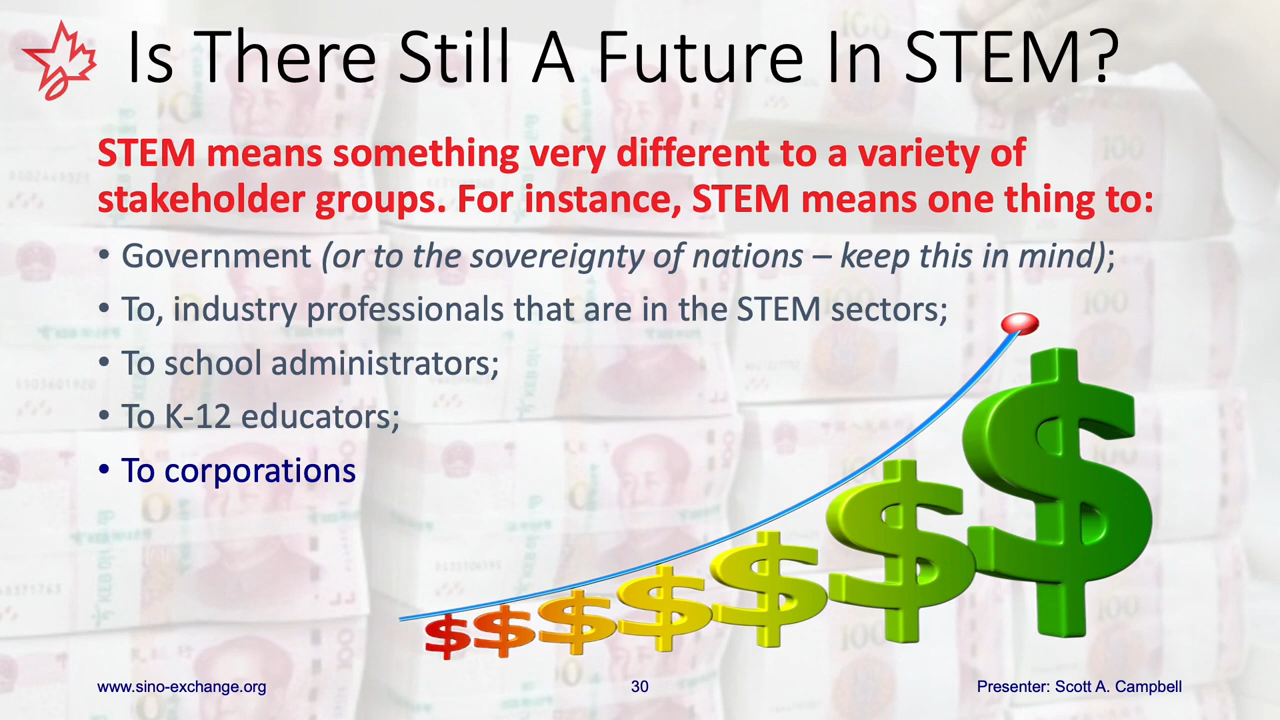 Is There Still A Future In STEM?
STEM means something very different to a variety of
stakeholder groups. For instance, STEM means one thing to:
• Government (or to the sovereignty of nations – keep this in mind);
• To, industry professionals that are in the STEM sectors;
• To school administrators;
• To K-12 educators;
• To corporations
$$$$$$$
www.sino-exchange.org
30
Presenter: Scott A. Campbell